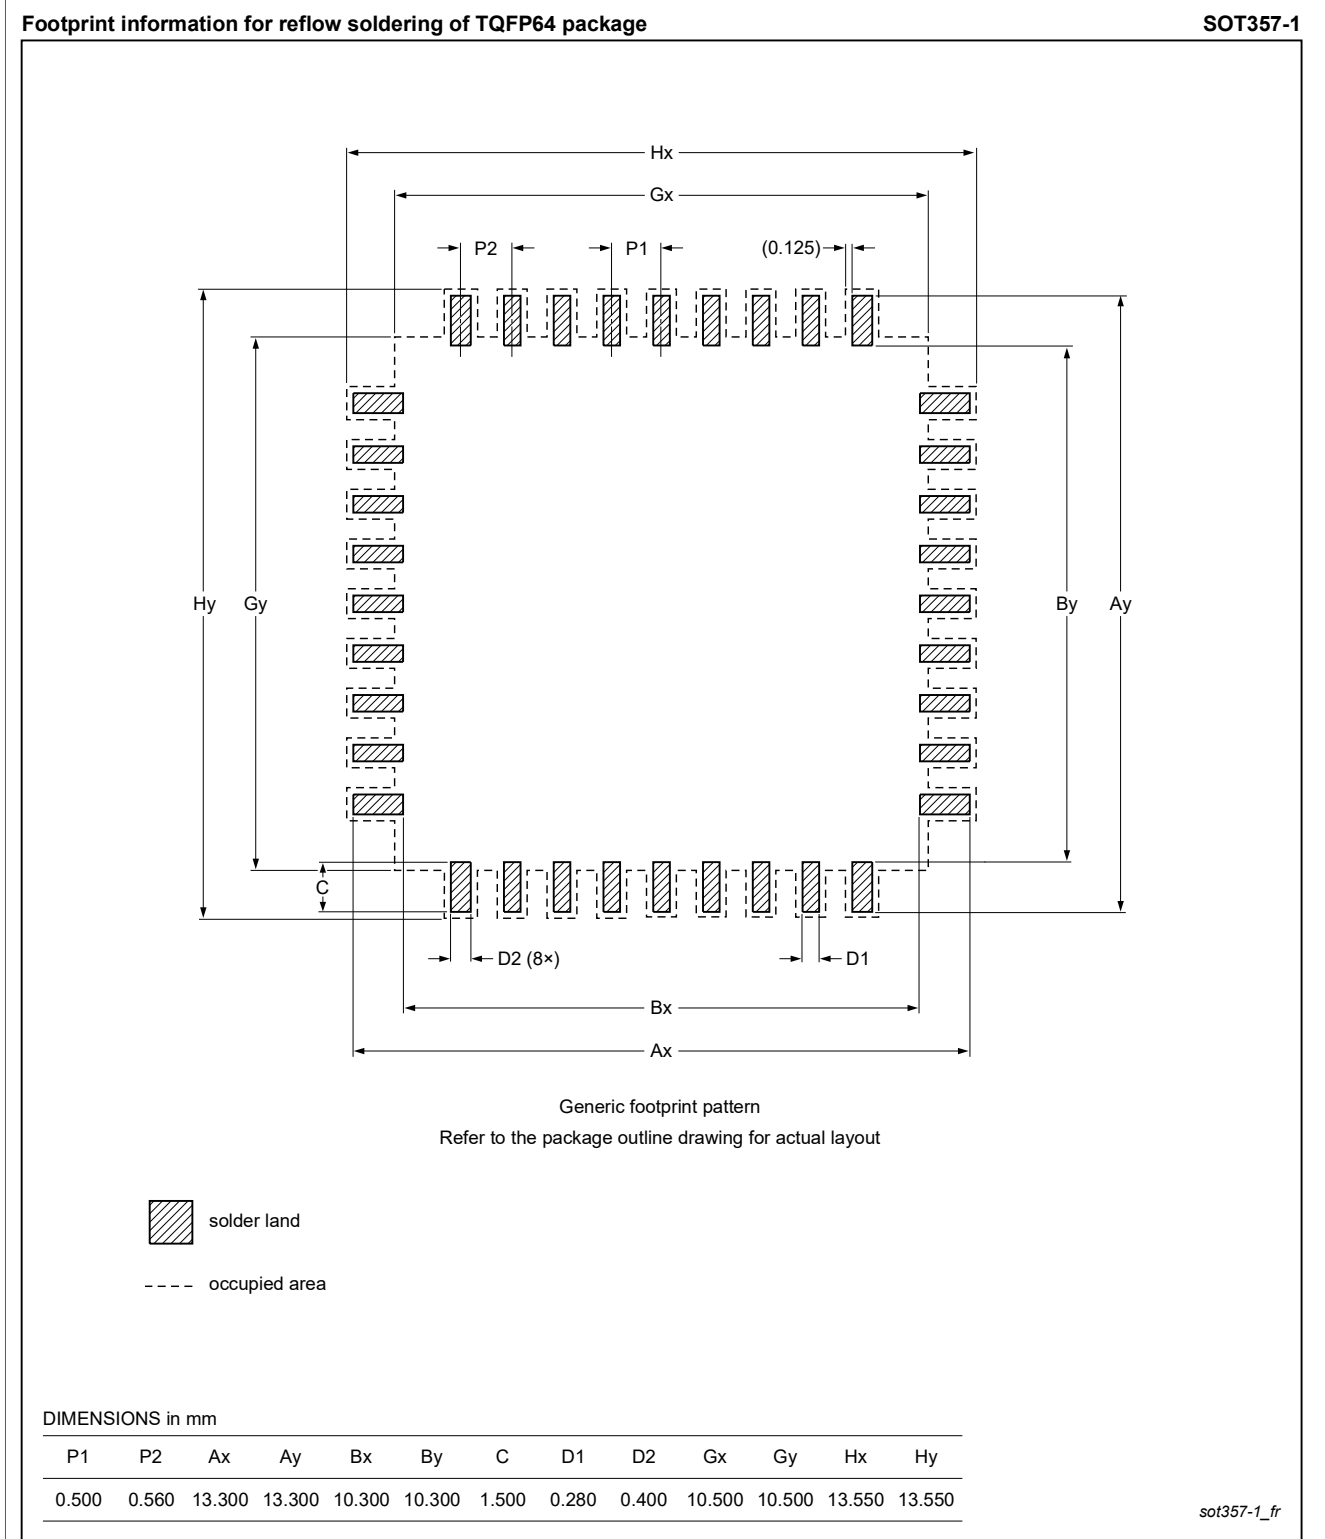 Footprint information for reflow soldering of TQFP64 package SOT357-1
Hx
Gx
P2 P1 (0.125)
Hy Gy By Ay
C
D2 (8×) D1
Bx
Ax
Generic footprint pattern
Refer to the package outline drawing for actual layout
solder land
occupied area
DIMENSIONS in mm
P1 P2 Ax Ay Bx By C D1 D2 Gx Gy Hx Hy
0.500 0.560 13.300 13.300 10.300 10.300 1.500 0.280 0.400 10.500 10.500 13.550 13.550
sot357-1_fr